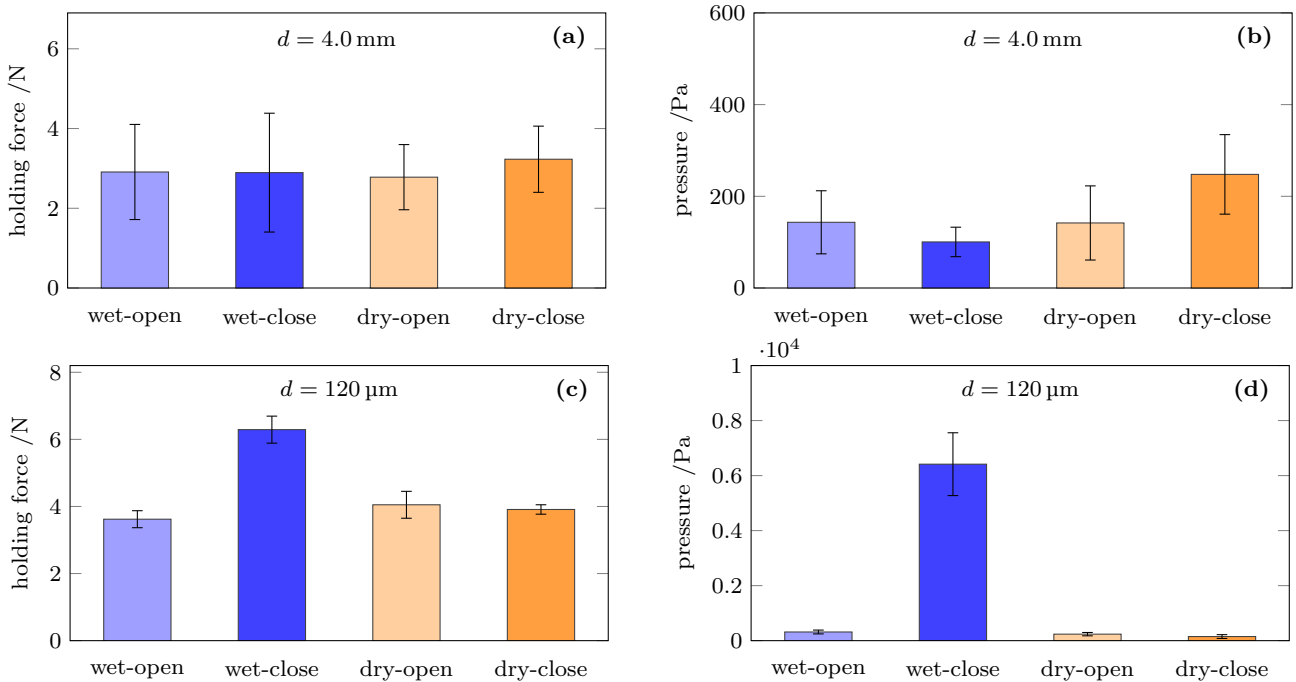 d = 4.0 mm
(a)
holding force /N
6
4
2
0
wet-open wet-close dry-open dry-close
d = 4.0 mm
(b)
pressure /Pa
600
400
200
0
wet-open wet-close dry-open dry-close
d = 120 µm
(c)
holding force /N
8
6
4
2
0
wet-open wet-close dry-open dry-close
·10⁴
d = 120 µm
(d)
pressure /Pa
1
0.8
0.6
0.4
0.2
0
wet-open wet-close dry-open dry-close